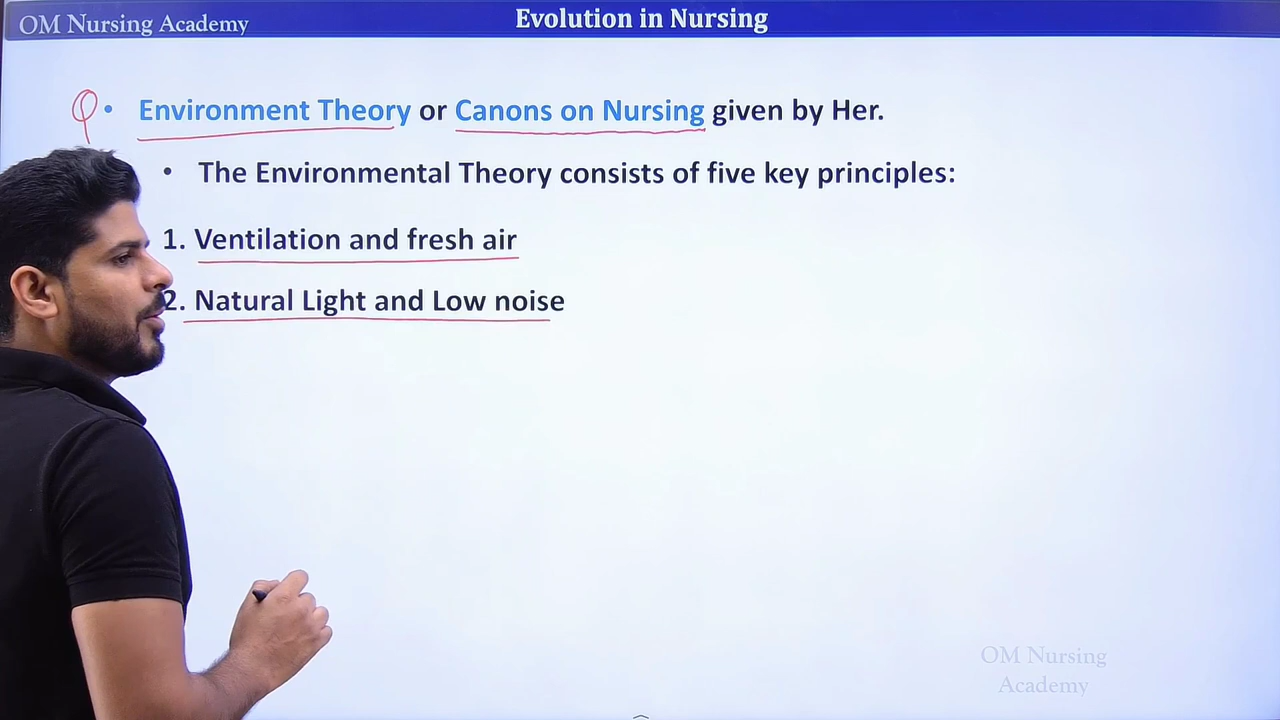 OM Nursing Academy
Evolution in Nursing
Q • Environment Theory or Canons on Nursing given by Her.
• The Environmental Theory consists of five key principles:
1. Ventilation and fresh air
2. Natural Light and Low noise
OM Nursing
Academy